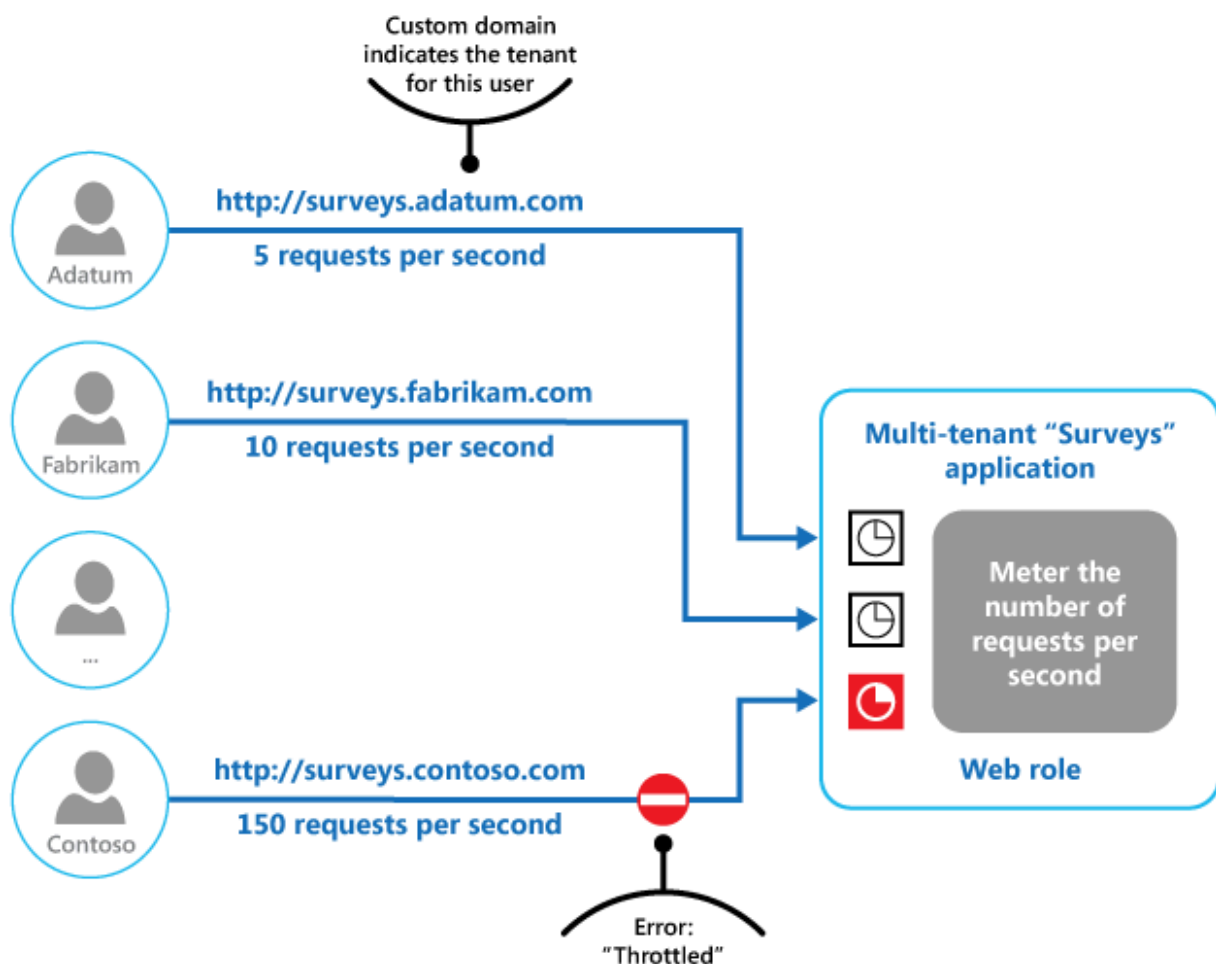 Custom domain
indicates the tenant
for this user
http://surveys.adatum.com
5 requests per second
Adatum
http://surveys.fabrikam.com
10 requests per second
Fabrikam
...
http://surveys.contoso.com
150 requests per second
Contoso
Error:
“Throttled”
Multi-tenant “Surveys”
application
Meter the
number of
requests per
second
Web role